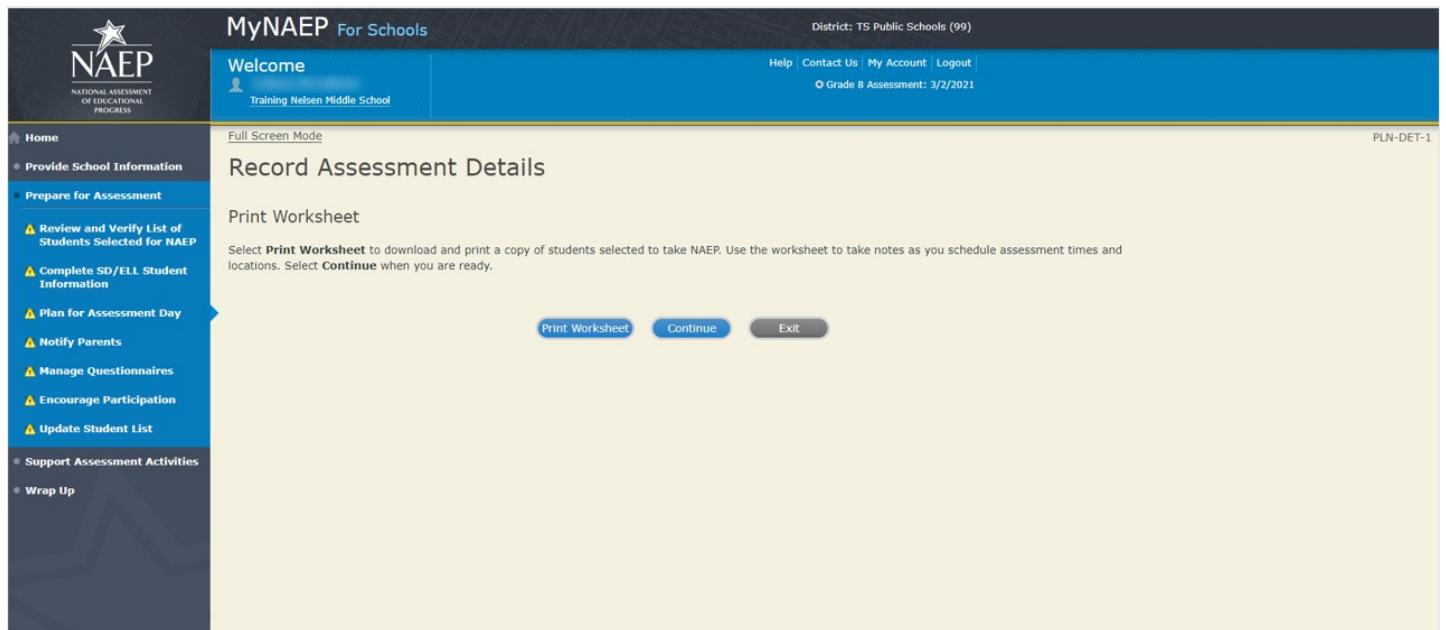 MyNAEP For Schools
District: TS Public Schools (99)
NAEP
NATIONAL ASSESSMENT
OF EDUCATIONAL
PROGRESS
Welcome
Training Nelsen Middle School
Help Contact Us My Account Logout
Grade 8 Assessment: 3/2/2021
Home
Provide School Information
Prepare for Assessment
Review and Verify List of
Students Selected for NAEP
Complete SD/ELL Student
Information
Plan for Assessment Day
Notify Parents
Manage Questionnaires
Encourage Participation
Update Student List
Support Assessment Activities
Wrap Up
Full Screen Mode
PLN-DET-1
Record Assessment Details
Print Worksheet
Select Print Worksheet to download and print a copy of students selected to take NAEP. Use the worksheet to take notes as you schedule assessment times and
locations. Select Continue when you are ready.
Print Worksheet Continue Exit